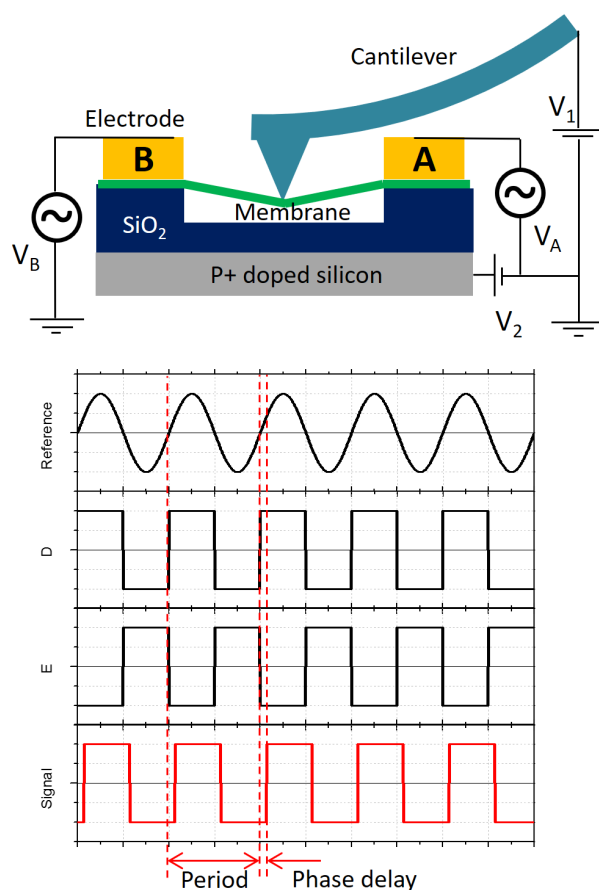 Cantilever
V1
Electrode
B
A
Membrane
SiO2
VB
VA
P+ doped silicon
V2
Reference
D
E
Signal
Period
Phase delay